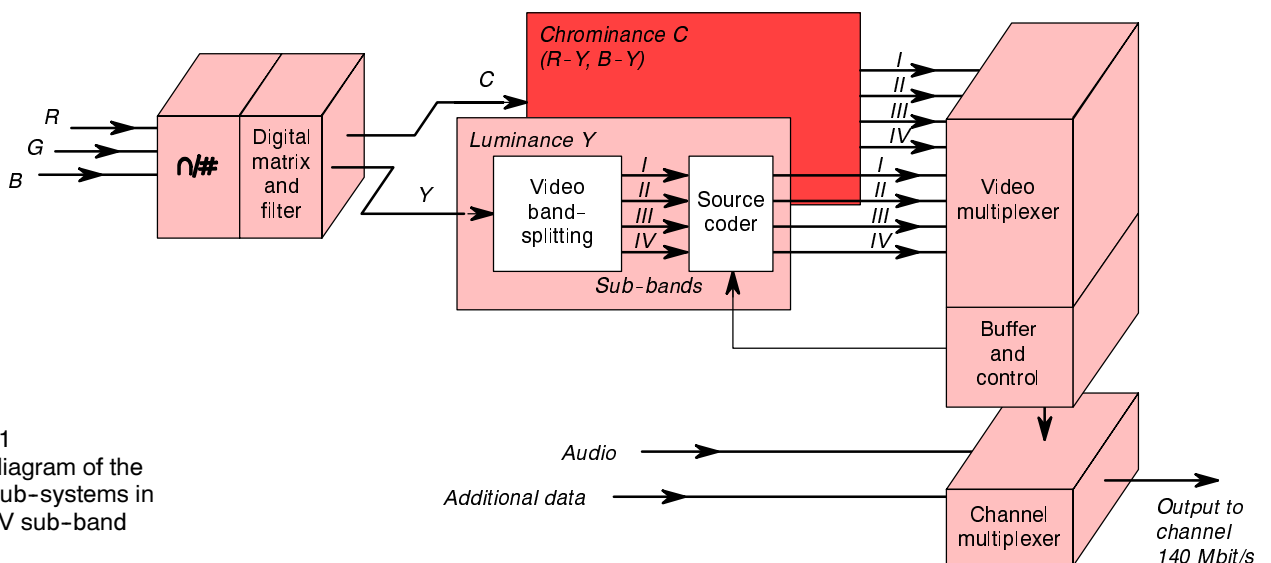 R
G
B
∩/#
Digital
matrix
and
filter
C
Y
Chrominance C
(R-Y, B-Y)
I
II
III
IV
Luminance Y
Video
band-
splitting
I
II
III
IV
Sub-bands
Source
coder
I
II
III
IV
Video
multiplexer
Buffer
and
control
Audio
Additional data
Channel
multiplexer
Output to
channel
140 Mbit/s
1
diagram of the
ub-systems in
V sub-band